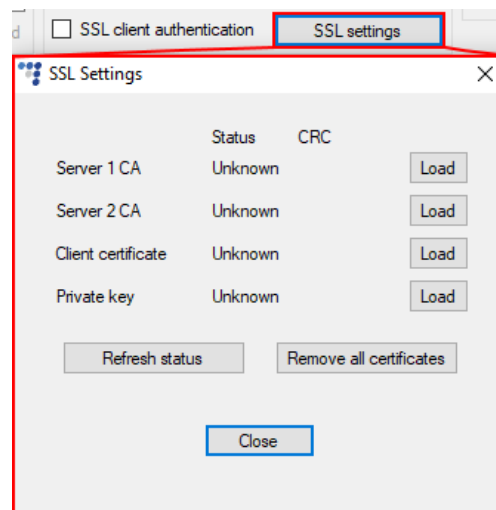 d SSL client authentication SSL settings
SSL Settings
Status CRC
Server 1 CA Unknown Load
Server 2 CA Unknown Load
Client certificate Unknown Load
Private key Unknown Load
Refresh status Remove all certificates
Close